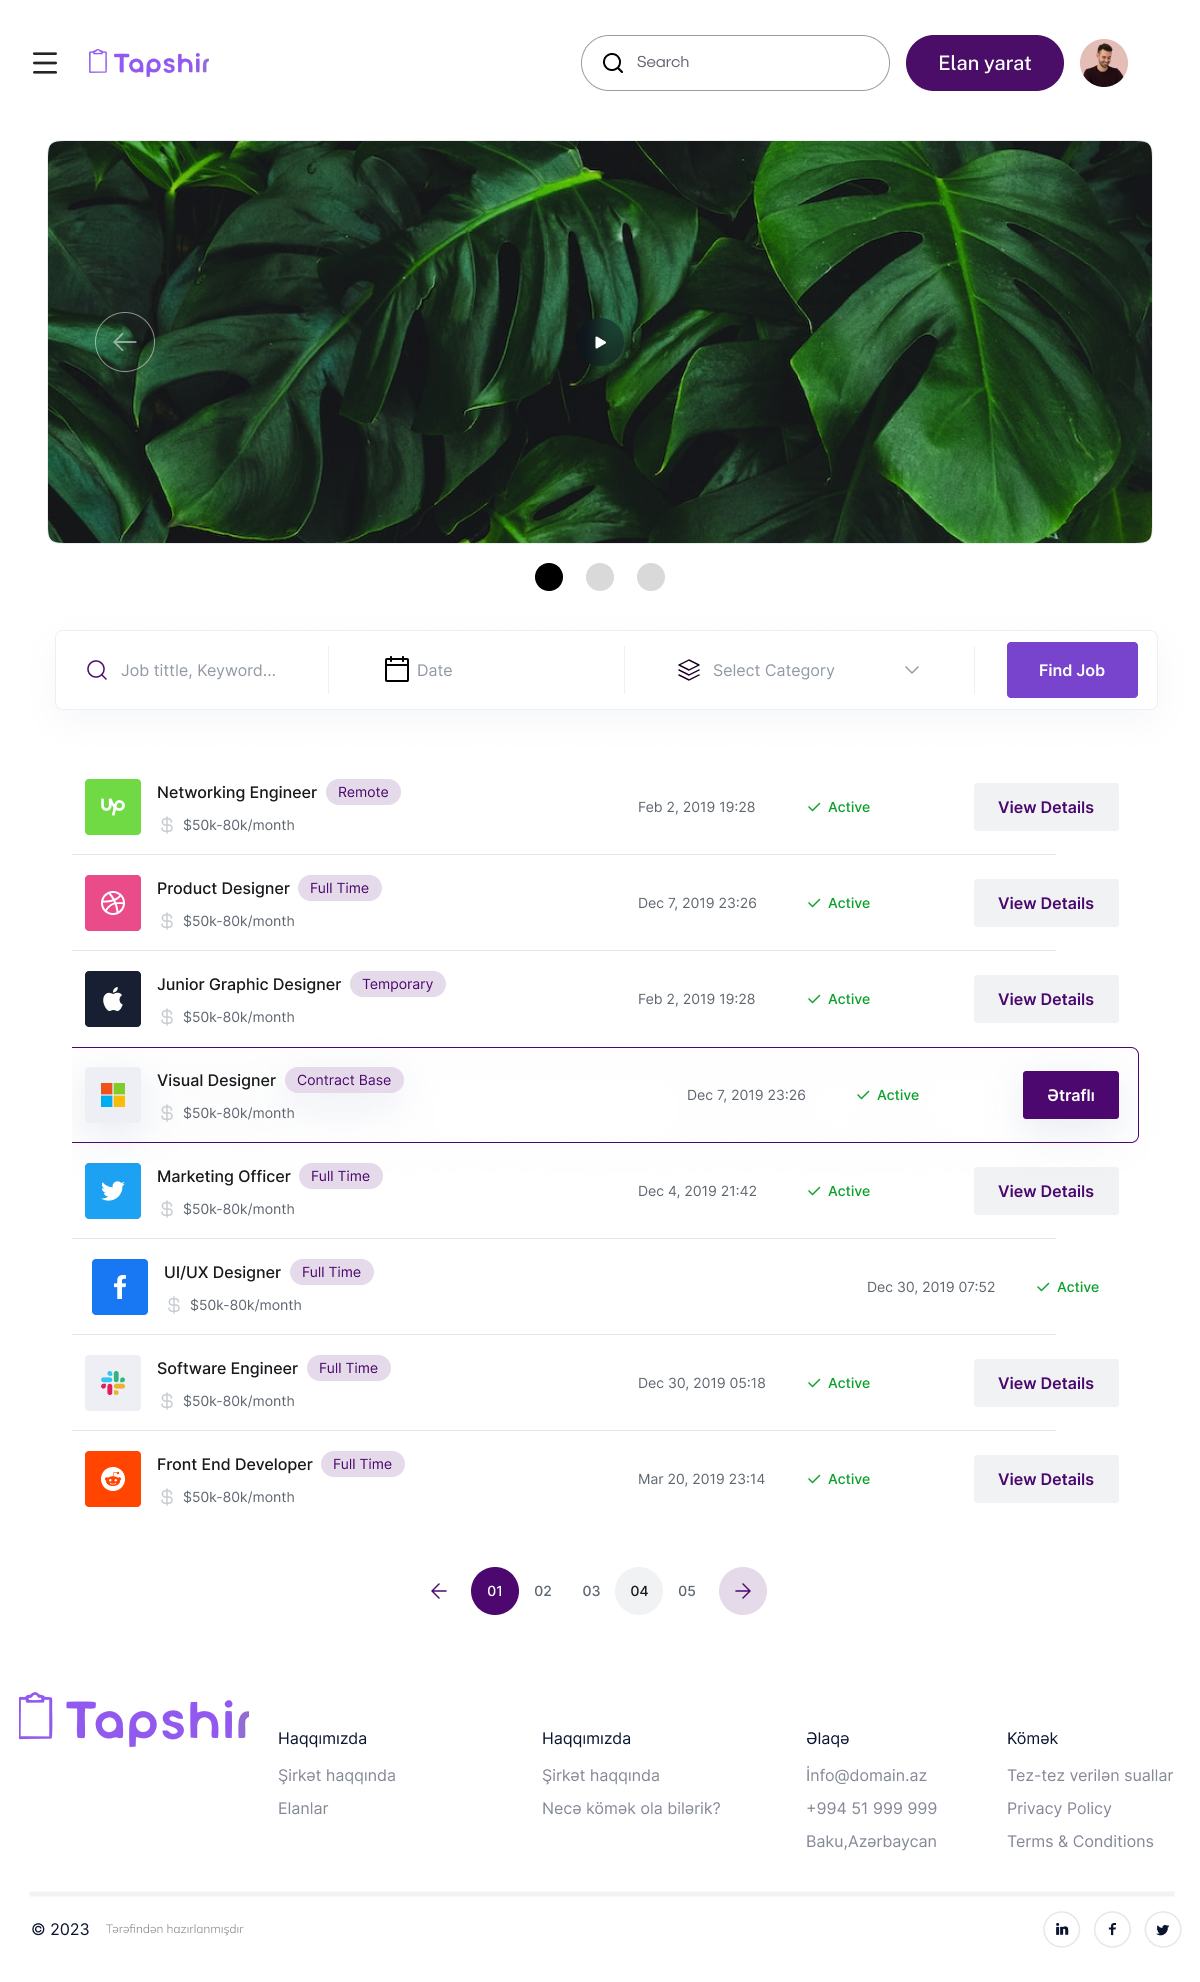 Tapshir
Search
Elan yarat
Job tittle, Keyword...
Date
Select Category
Find Job
Up
Networking Engineer Remote
$50k-80k/month
Feb 2, 2019 19:28
Active
View Details
Product Designer Full Time
$50k-80k/month
Dec 7, 2019 23:26
Active
View Details
Junior Graphic Designer Temporary
$50k-80k/month
Feb 2, 2019 19:28
Active
View Details
Visual Designer Contract Base
$50k-80k/month
Dec 7, 2019 23:26
Active
Ətraflı
Marketing Officer Full Time
$50k-80k/month
Dec 4, 2019 21:42
Active
View Details
UI/UX Designer Full Time
$50k-80k/month
Dec 30, 2019 07:52
Active
Software Engineer Full Time
$50k-80k/month
Dec 30, 2019 05:18
Active
View Details
Front End Developer Full Time
$50k-80k/month
Mar 20, 2019 23:14
Active
View Details
01 02 03 04 05
Tapshir
Haqqımızda
Şirkət haqqında
Elanlar
Haqqımızda
Şirkət haqqında
Necə kömək ola bilərik?
Əlaqə
İnfo@domain.az
+994 51 999 999
Baku,Azərbaycan
Kömək
Tez-tez verilən suallar
Privacy Policy
Terms & Conditions
© 2023 Tərəfindən hazırlanmışdır